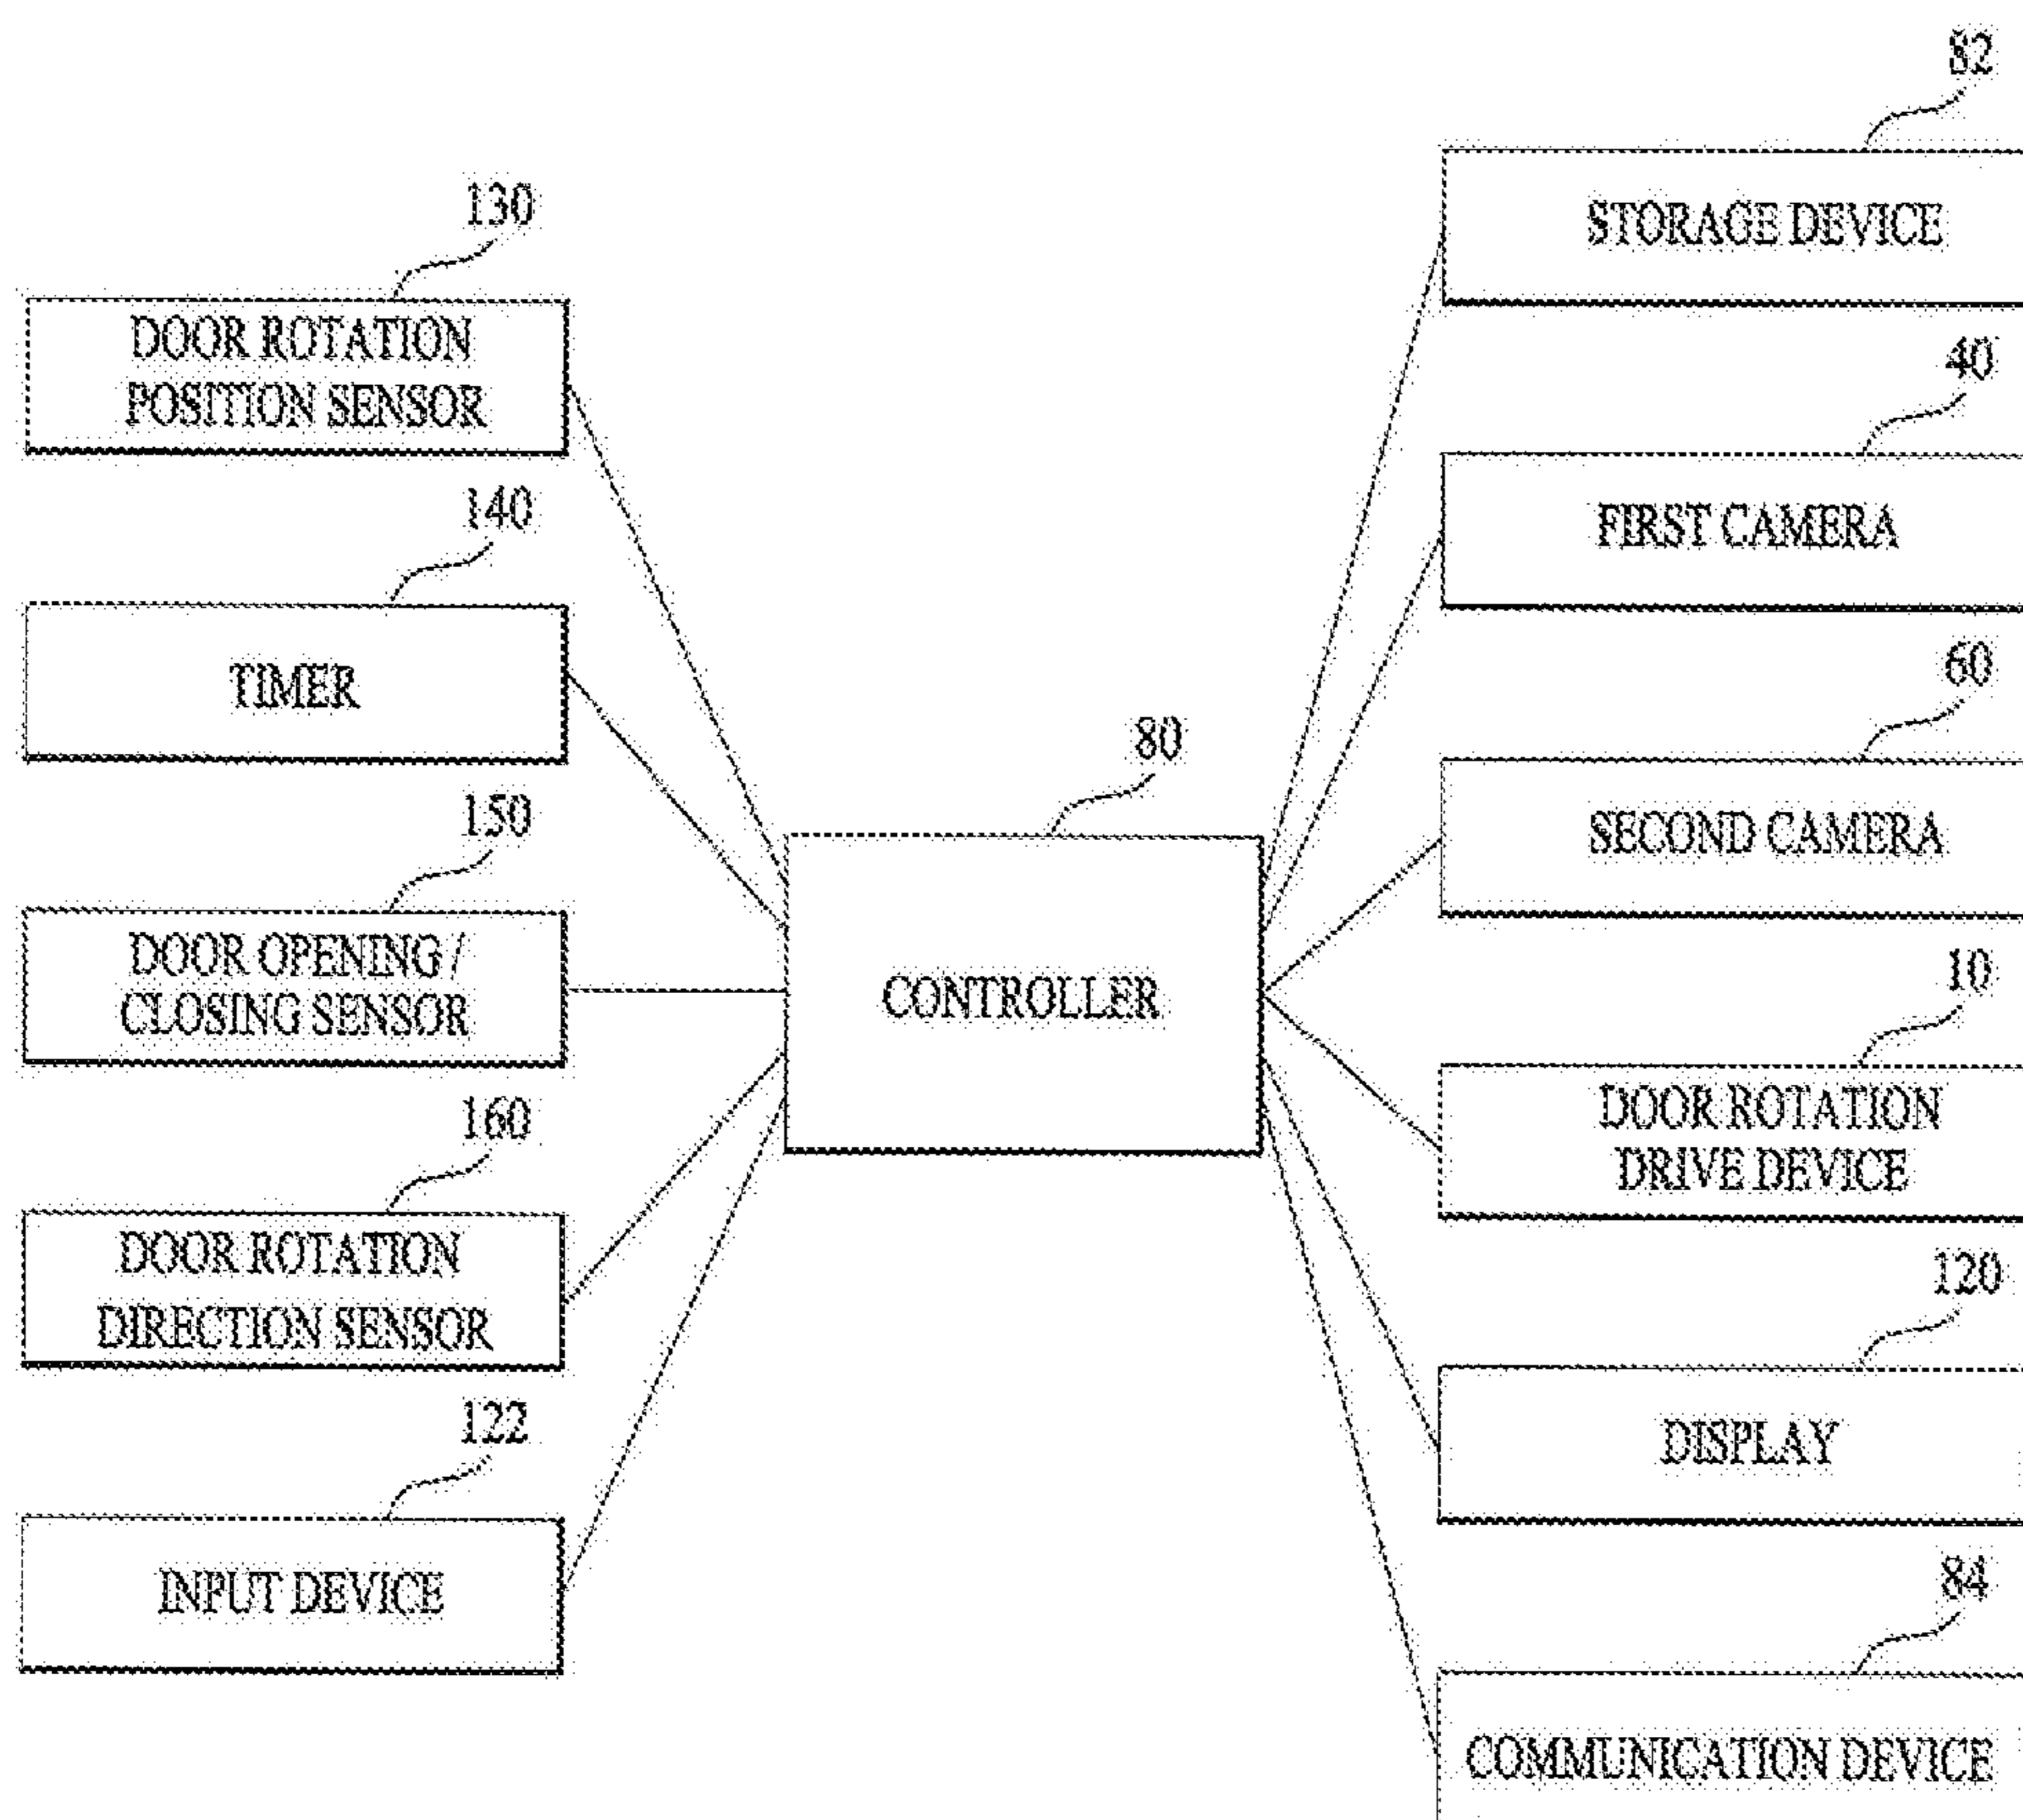 130
DOOR ROTATION
POSITION SENSOR
140
TIMER
150
DOOR OPENING /
CLOSING SENSOR
160
DOOR ROTATION
DIRECTION SENSOR
122
INPUT DEVICE
80
CONTROLLER
82
STORAGE DEVICE
40
FIRST CAMERA
60
SECOND CAMERA
10
DOOR ROTATION
DRIVE DEVICE
120
DISPLAY
84
COMMUNICATION DEVICE